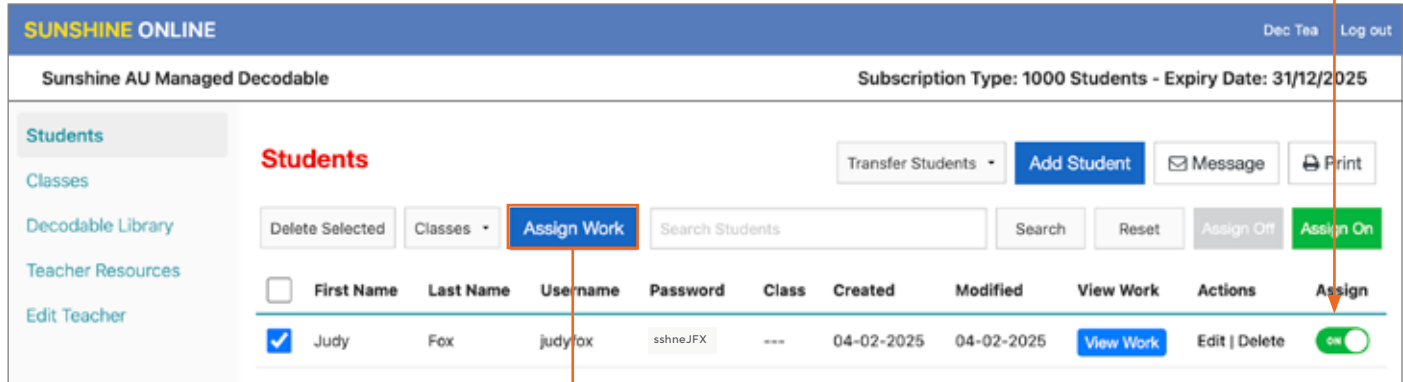 SUNSHINE ONLINE Dec Tea Log out
Sunshine AU Managed Decodable Subscription Type: 1000 Students - Expiry Date: 31/12/2025
Students
Classes
Decodable Library
Teacher Resources
Edit Teacher
Students Transfer Students Add Student Message Print
Delete Selected Classes Assign Work Search Students Search Reset Assign Off Assign On
First Name Last Name Username Password Class Created Modified View Work Actions Assign
Judy Fox judyfox sshneJFX --- 04-02-2025 04-02-2025 View Work Edit | Delete ON